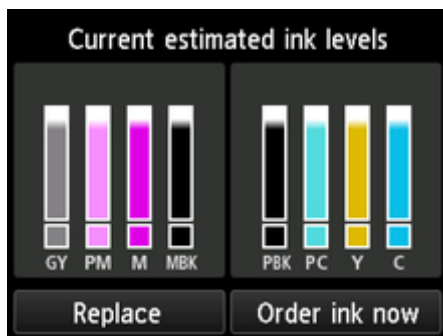 Current estimated ink levels
GY PM M MBK PBK PC Y C
Replace Order ink now